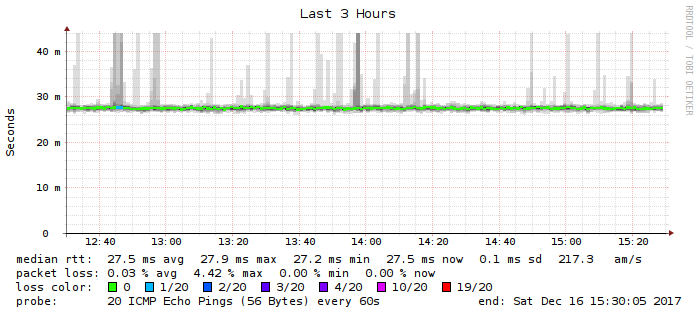 Last 3 Hours
RRDTOOL / TOBI OETIKER
Seconds
40 m
30 m
20 m
10 m
0
12:40 13:00 13:20 13:40 14:00 14:20 14:40 15:00 15:20
median rtt: 27.5 ms avg 27.9 ms max 27.2 ms min 27.5 ms now 0.1 ms sd 217.3 am/s
packet loss: 0.03 % avg 4.42 % max 0.00 % min 0.00 % now
loss color: 0 1/20 2/20 3/20 4/20 10/20 19/20
probe: 20 ICMP Echo Pings (56 Bytes) every 60s end: Sat Dec 16 15:30:05 2017